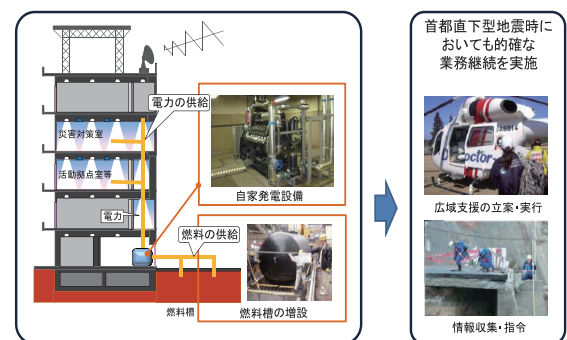 電力の供給
災害対策室
活動拠点室等
電力
燃料の供給
燃料槽
自家発電設備
燃料槽の増設
首都直下型地震時に
おいても的確な
業務継続を実施
Doctor
広域支援の立案・実行
情報収集・指令